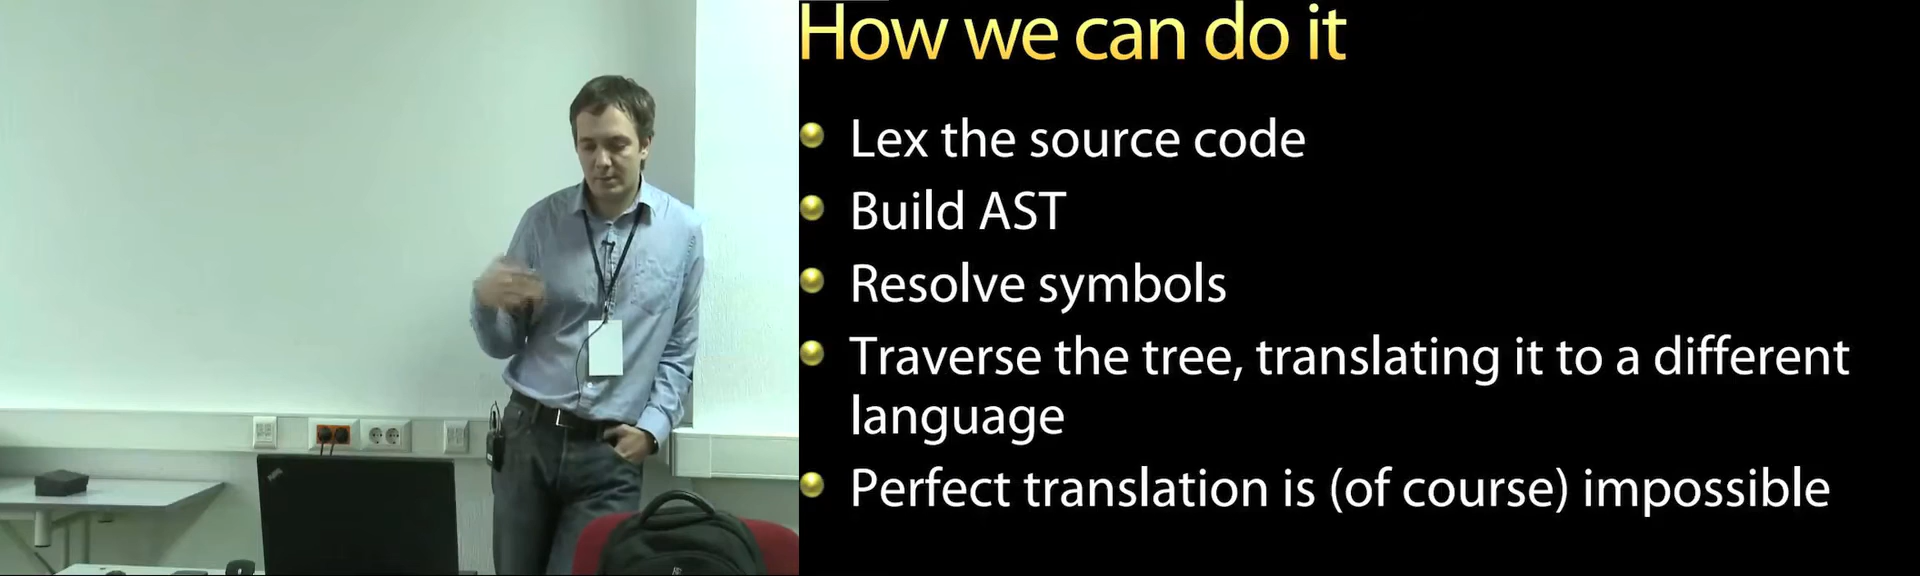 How we can do it
Lex the source code
Build AST
Resolve symbols
Traverse the tree, translating it to a different
language
Perfect translation is (of course) impossible